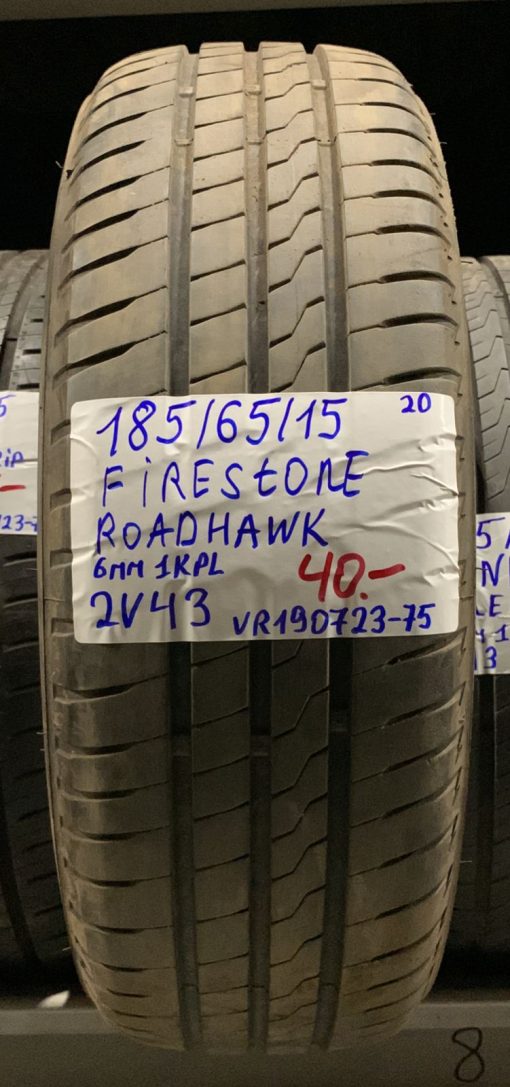 185/65/15 20
FiREStONE
ROADHAWK
6MM 1KPL 40.-
2V43 VR190723-75
8